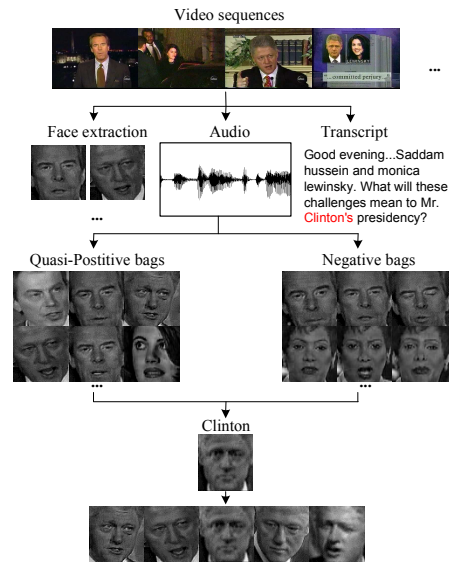 Video sequences
LEWINSKY
"...committed perjury..."
...
Face extraction
Audio
Transcript
Good evening...Saddam
hussein and monica
lewinsky. What will these
challenges mean to Mr.
Clinton's presidency?
...
Quasi-Postitive bags
Negative bags
...
...
Clinton